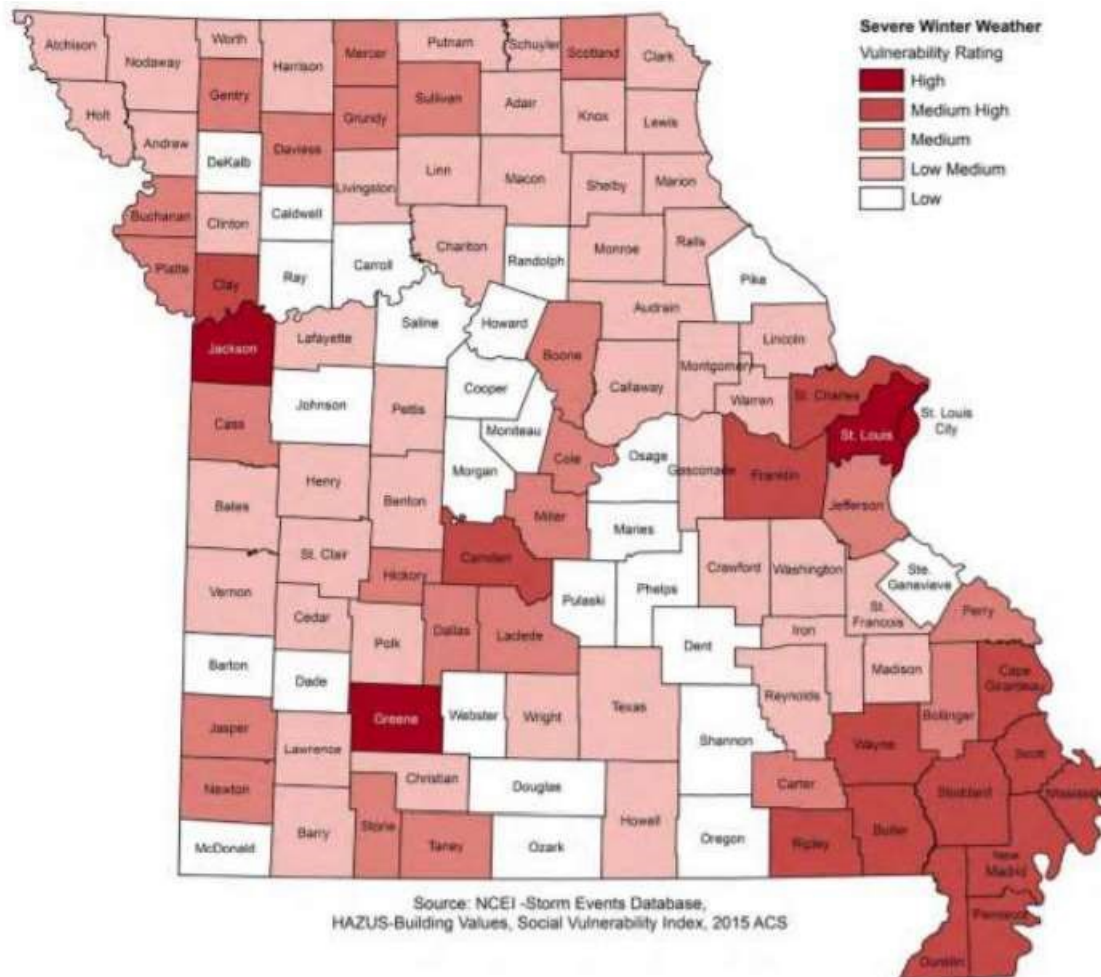 Severe Winter Weather
Vulnerability Rating
High
Medium High
Medium
Low Medium
Low
Atchison
Nodaway
Worth
Harrison
Mercer
Putnam
Schuyler
Scotland
Clark
Holt
Andrew
Gentry
Daviess
Grundy
Sullivan
Adair
Knox
Lewis
DeKalb
Livingston
Linn
Macon
Shelby
Marion
Buchanan
Clinton
Caldwell
Chariton
Randolph
Monroe
Ralls
Platte
Clay
Ray
Carroll
Pike
Jackson
Lafayette
Saline
Howard
Boone
Audrain
Lincoln
Cass
Johnson
Pettis
Cooper
Moniteau
Callaway
Montgomery
Warren
St. Charles
St. Louis
St. Louis
City
Bates
Henry
Benton
Morgan
Cole
Osage
Gasconade
Franklin
Jefferson
Miller
Maries
Vernon
St. Clair
Hickory
Camden
Pulaski
Phelps
Crawford
Washington
Ste.
Genevieve
St.
Francois
Perry
Cedar
Polk
Dallas
Laclede
Dent
Iron
Madison
Barton
Dade
Greene
Webster
Wright
Texas
Shannon
Reynolds
Bollinger
Cape
Girardeau
Jasper
Lawrence
Christian
Douglas
Wayne
Scott
Newton
Stone
Taney
Howell
Carter
Stoddard
Mississippi
McDonald
Barry
Ozark
Oregon
Ripley
Butler
New
Madrid
Pemiscot
Dunklin
Source: NCEI -Storm Events Database,
HAZUS-Building Values, Social Vulnerability Index, 2015 ACS